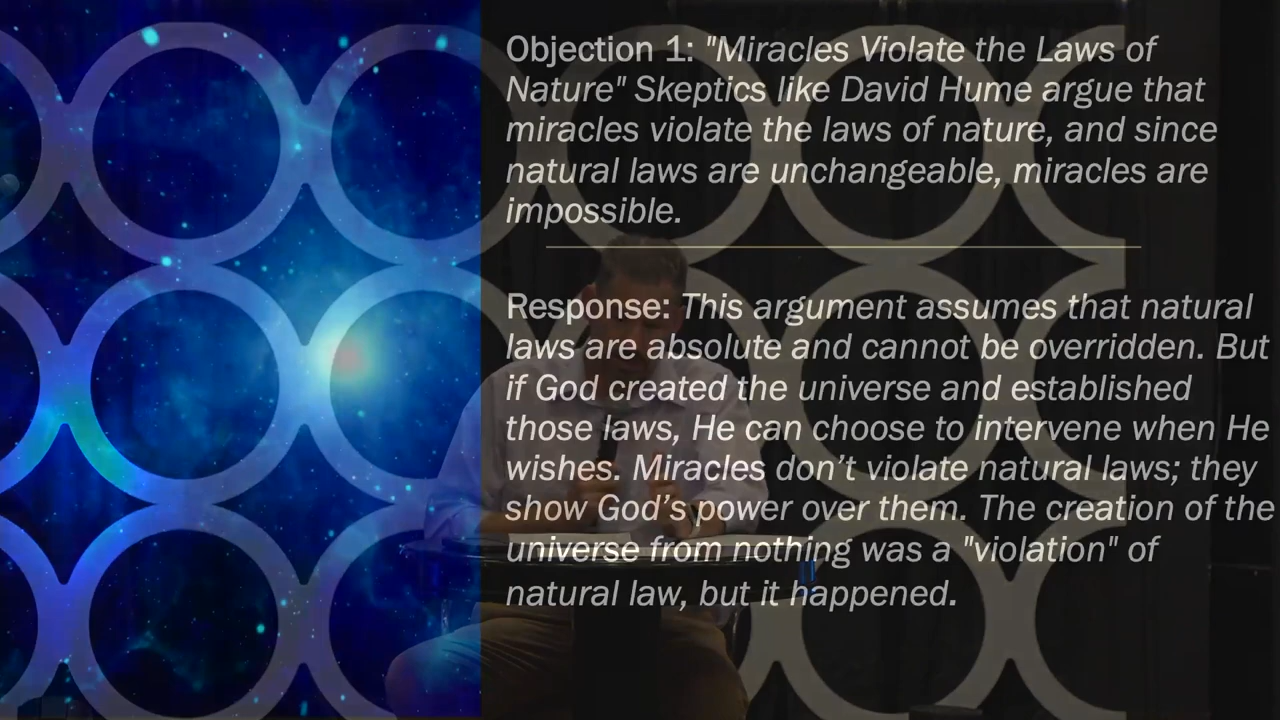 Objection 1: "Miracles Violate the Laws of
Nature" Skeptics like David Hume argue that
miracles violate the laws of nature, and since
natural laws are unchangeable, miracles are
impossible.
Response: This argument assumes that natural
laws are absolute and cannot be overridden. But
if God created the universe and established
those laws, He can choose to intervene when He
wishes. Miracles don’t violate natural laws; they
show God’s power over them. The creation of the
universe from nothing was a "violation" of
natural law, but it happened.